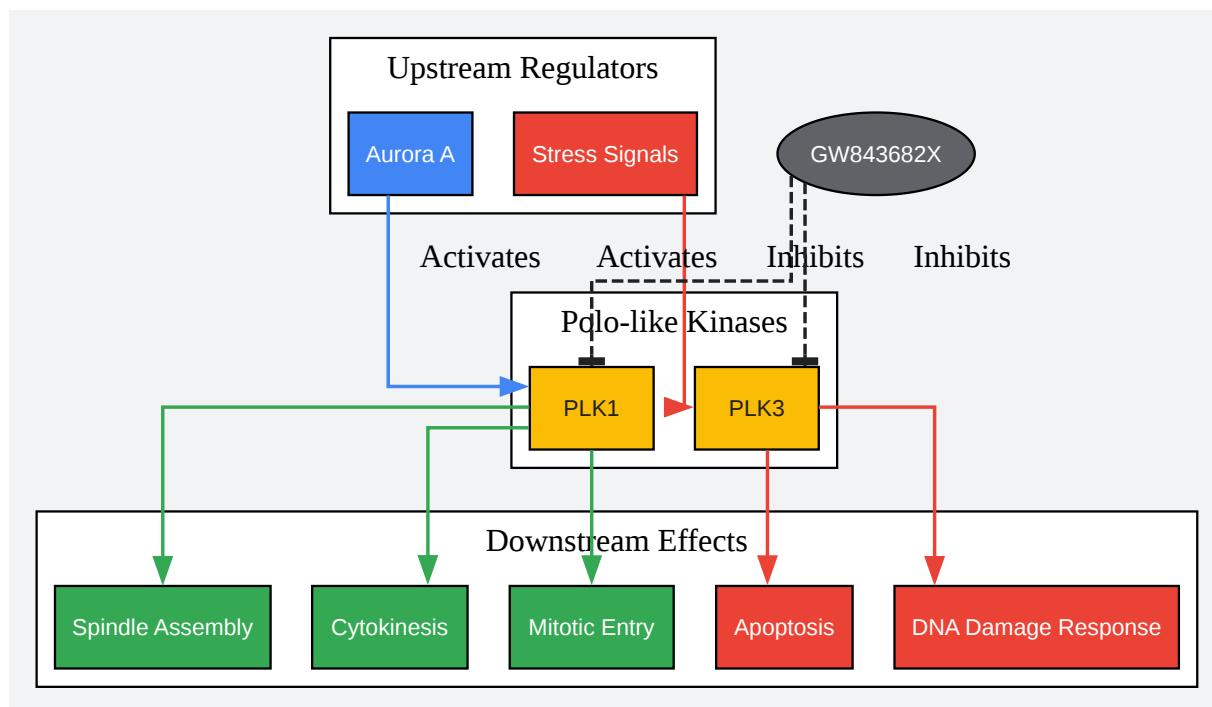 Upstream Regulators
Aurora A
Stress Signals
GW843682X
Activates
Activates
Inhibits
Inhibits
Polo-like Kinases
PLK1
PLK3
Downstream Effects
Spindle Assembly
Cytokinesis
Mitotic Entry
Apoptosis
DNA Damage Response